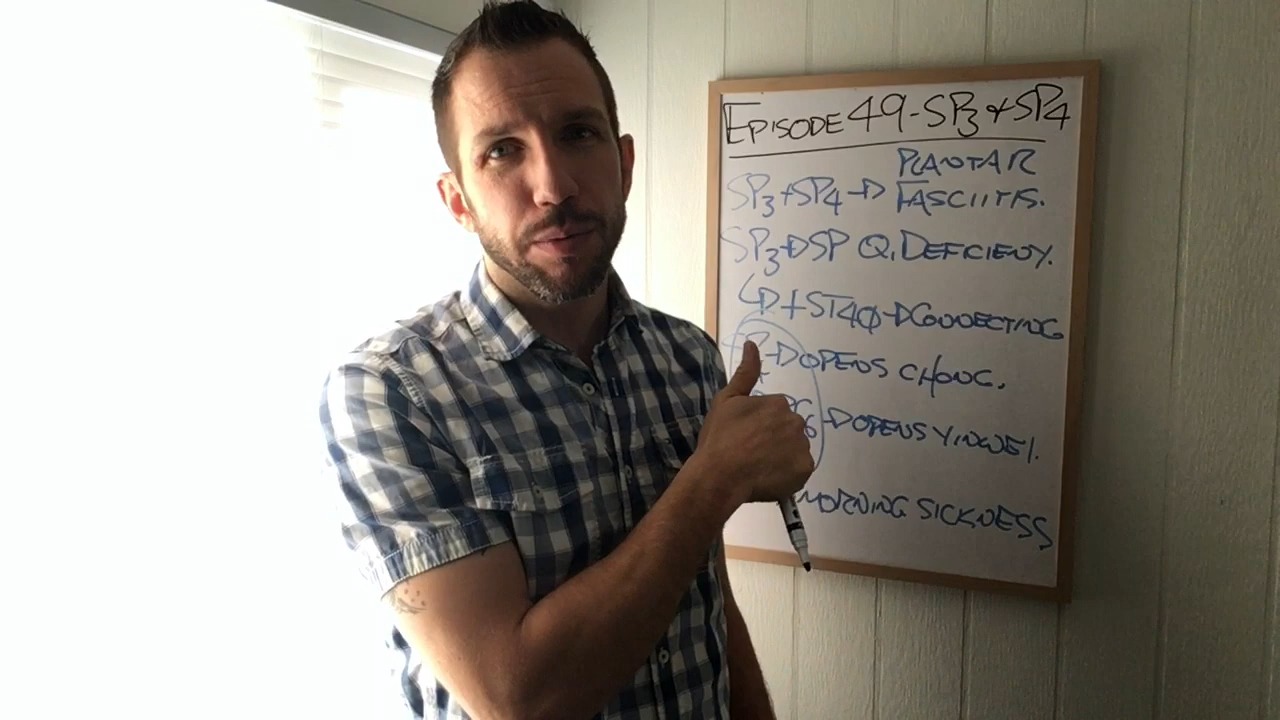 EPISODE 49-SP3 + SP4
PLANTAR
SP3+SP4→ FASCIITIS.
SP3→SP Qi DEFICIENY.
↳+ST40→CONNECTING
→OPENS CHONG.
→OPENS YINWEI.
MORNING SICKNESS